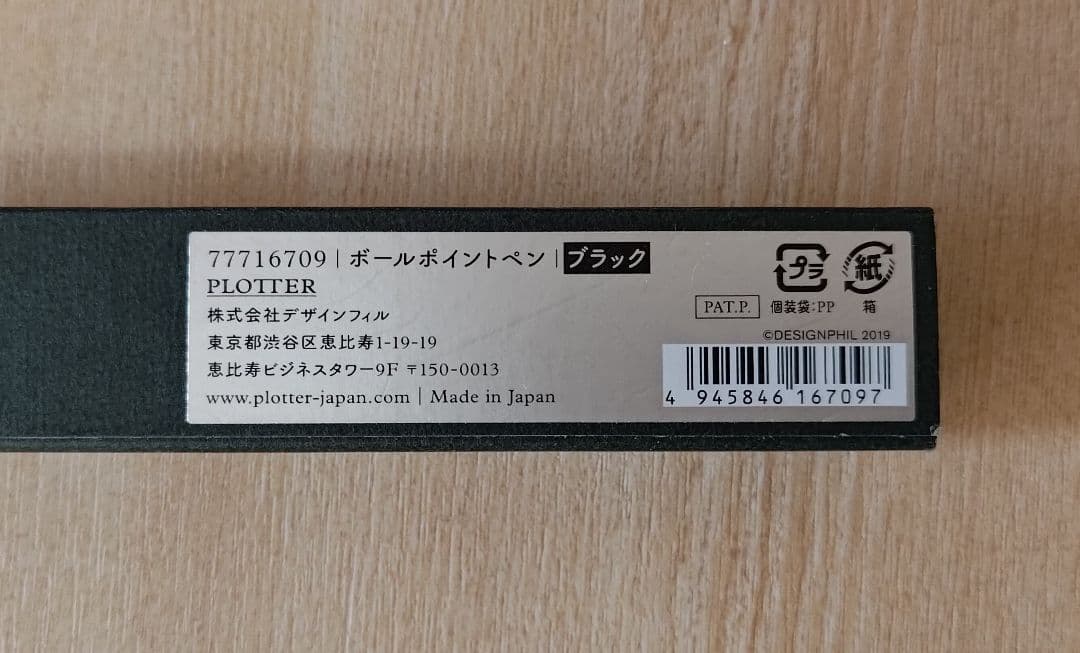 77716709 | ボールポイントペン | ブラック
PLOTTER
株式会社デザインフィル
東京都渋谷区恵比寿1-19-19
恵比寿ビジネスタワー9F 〒150-0013
www.plotter-japan.com | Made in Japan
プラ 紙
PAT.P. 個装袋:PP 箱
©DESIGNPHIL 2019
4 945846 167097